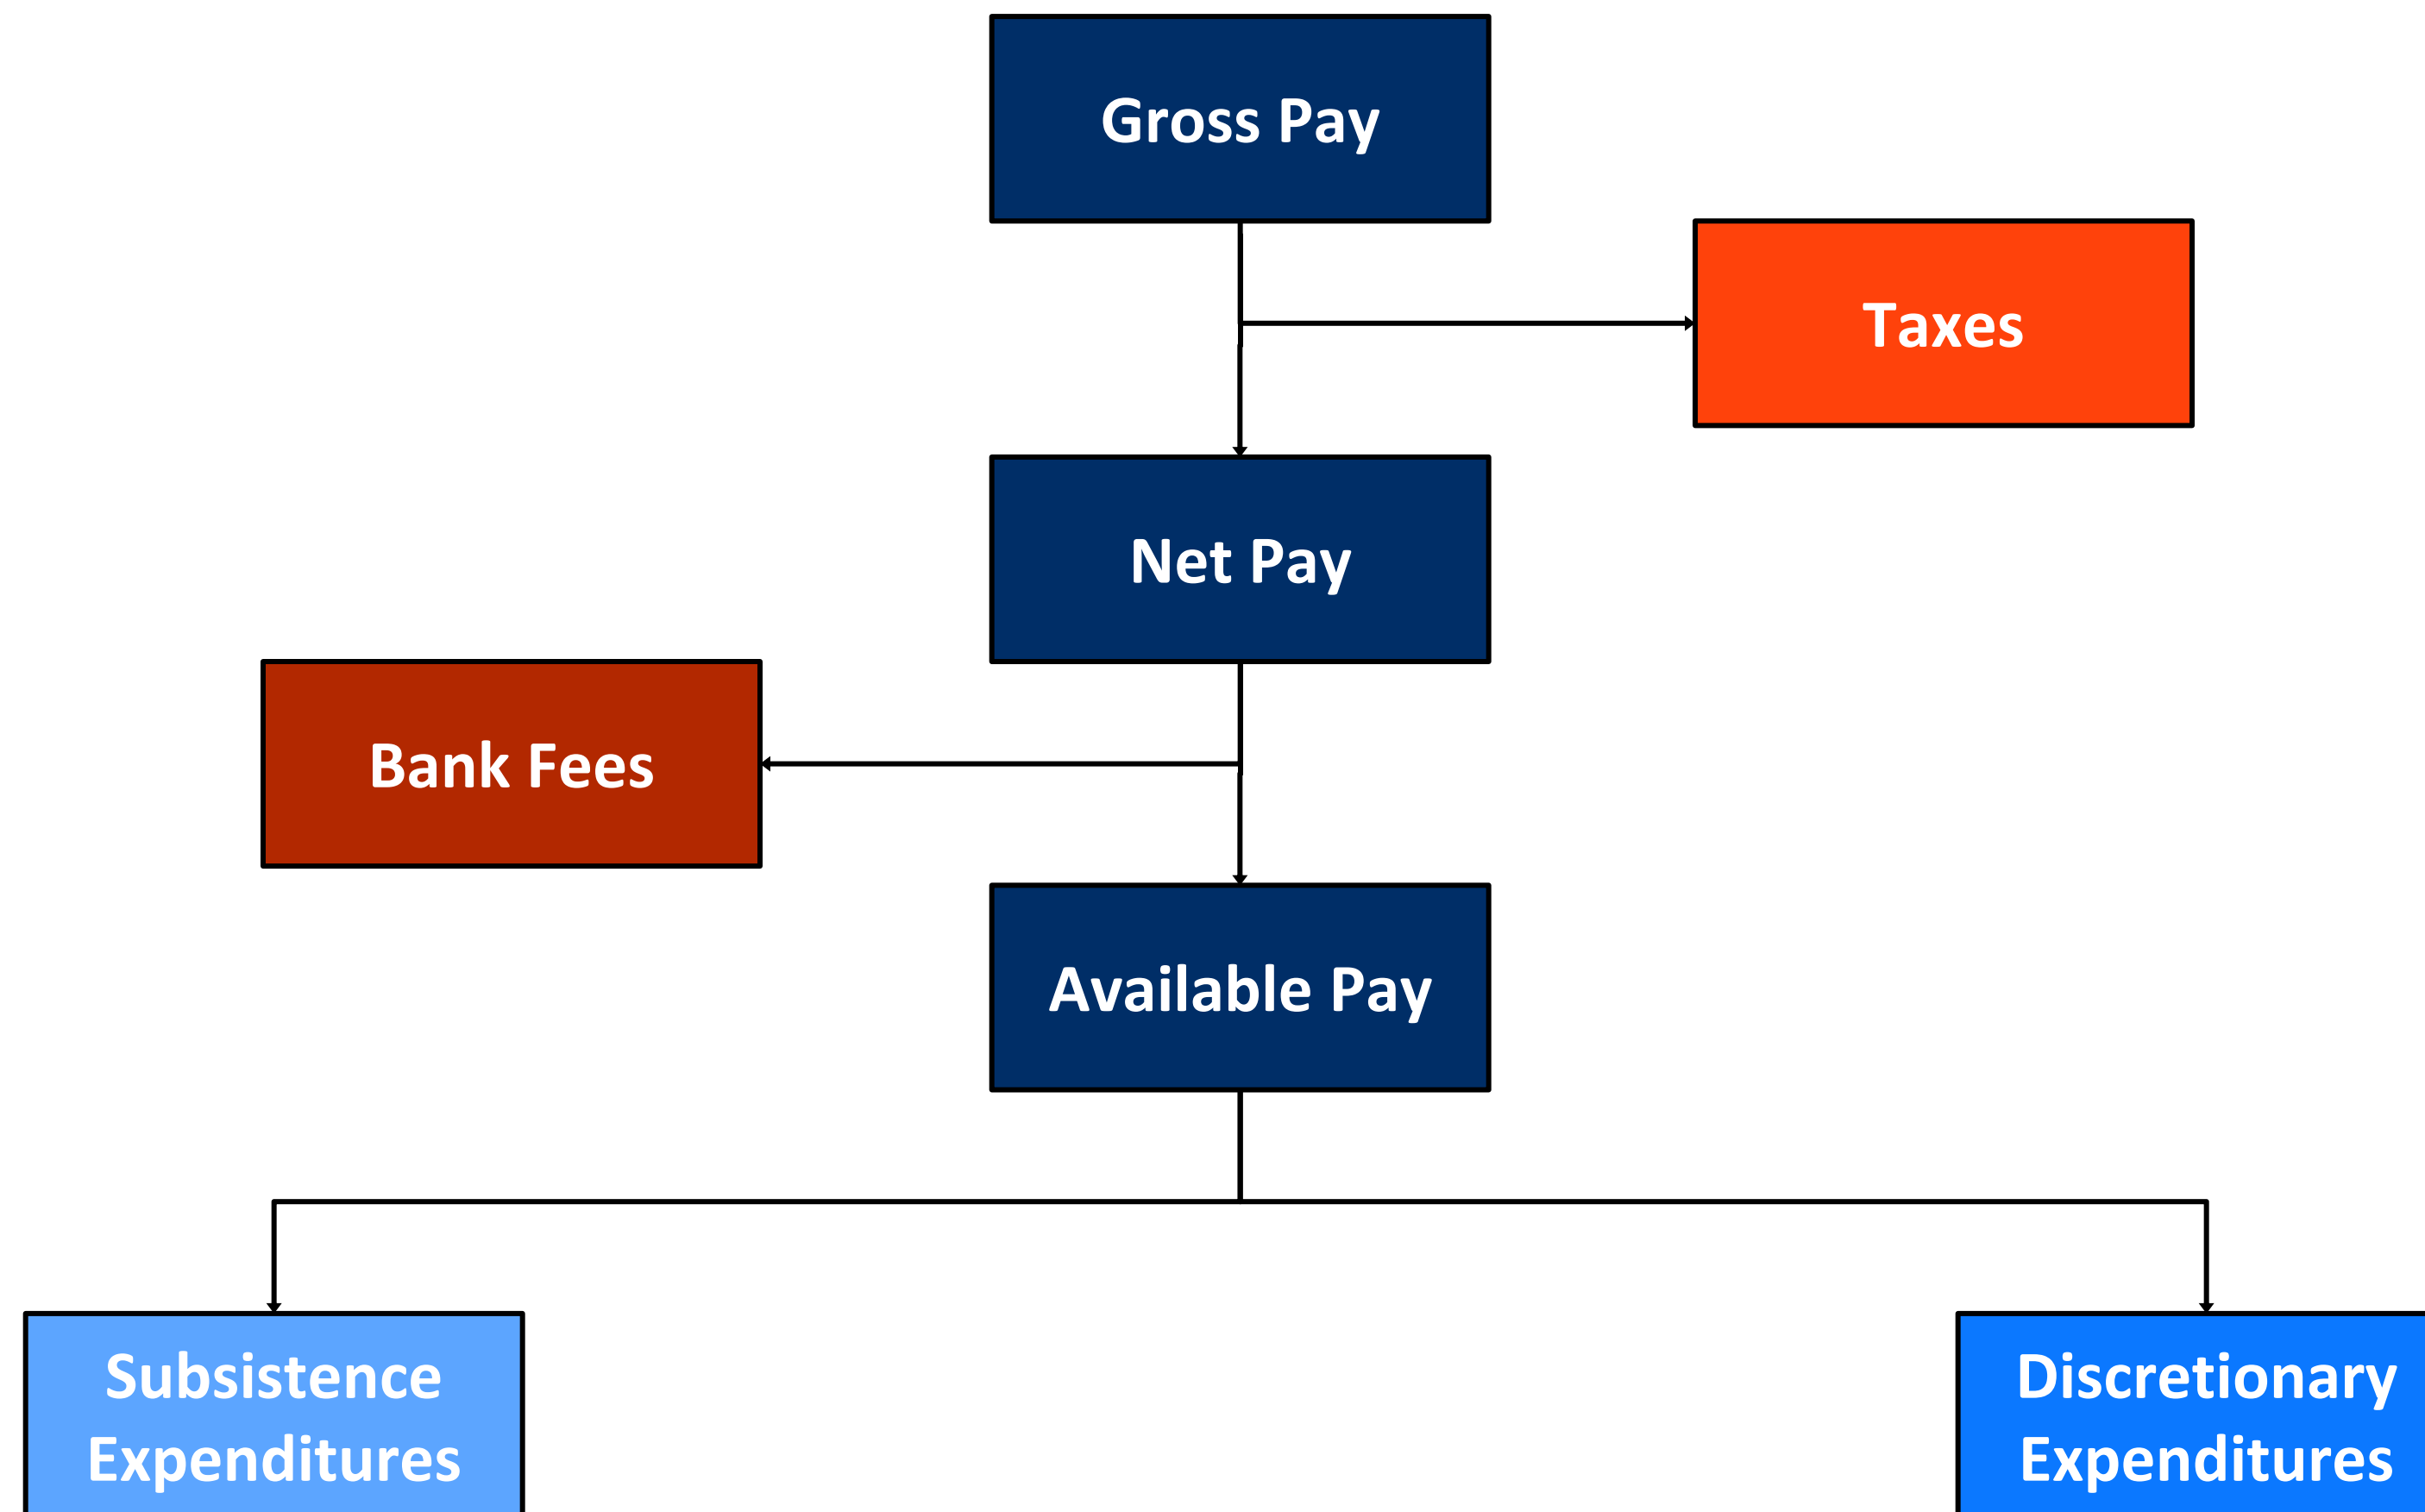 Gross Pay
Taxes
Net Pay
Bank Fees
Available Pay
Subsistence
Expenditures
Discretionary
Expenditures